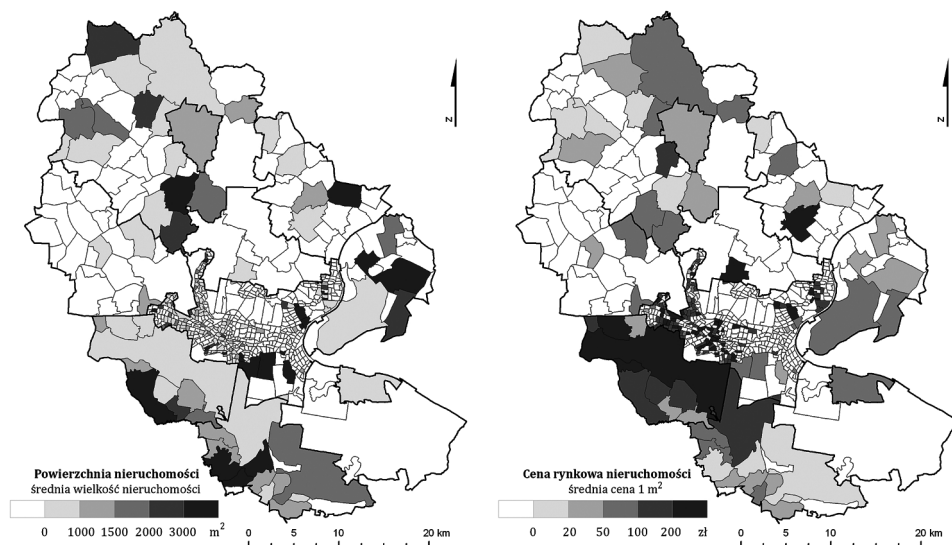 N
N
Powierzchnia nieruchomości
średnia wielkość nieruchomości
0 1000 1500 2000 3000 m²
0 5 10 20 km
Cena rynkowa nieruchomości
średnia cena 1 m²
0 20 50 100 200 zł
0 5 10 20 km